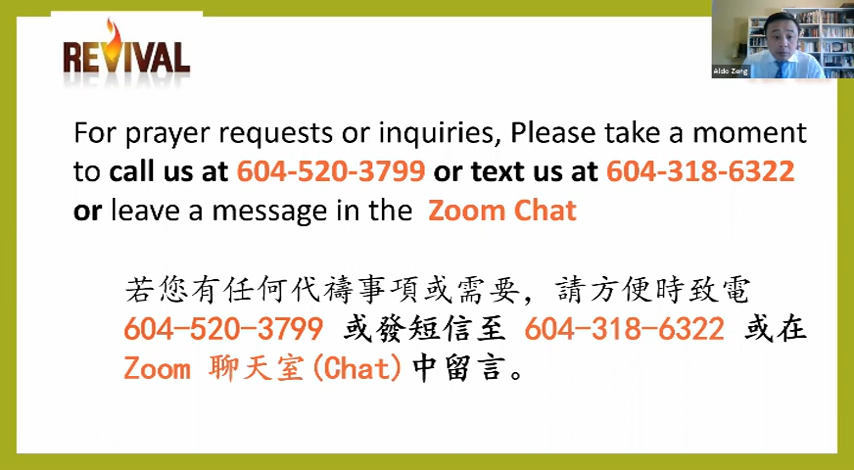 REVIVAL
Aldo Zeng
For prayer requests or inquiries, Please take a moment
to call us at 604-520-3799 or text us at 604-318-6322
or leave a message in the Zoom Chat
若您有任何代禱事項或需要，請方便時致電
604-520-3799 或發短信至 604-318-6322 或在
Zoom 聊天室(Chat)中留言。